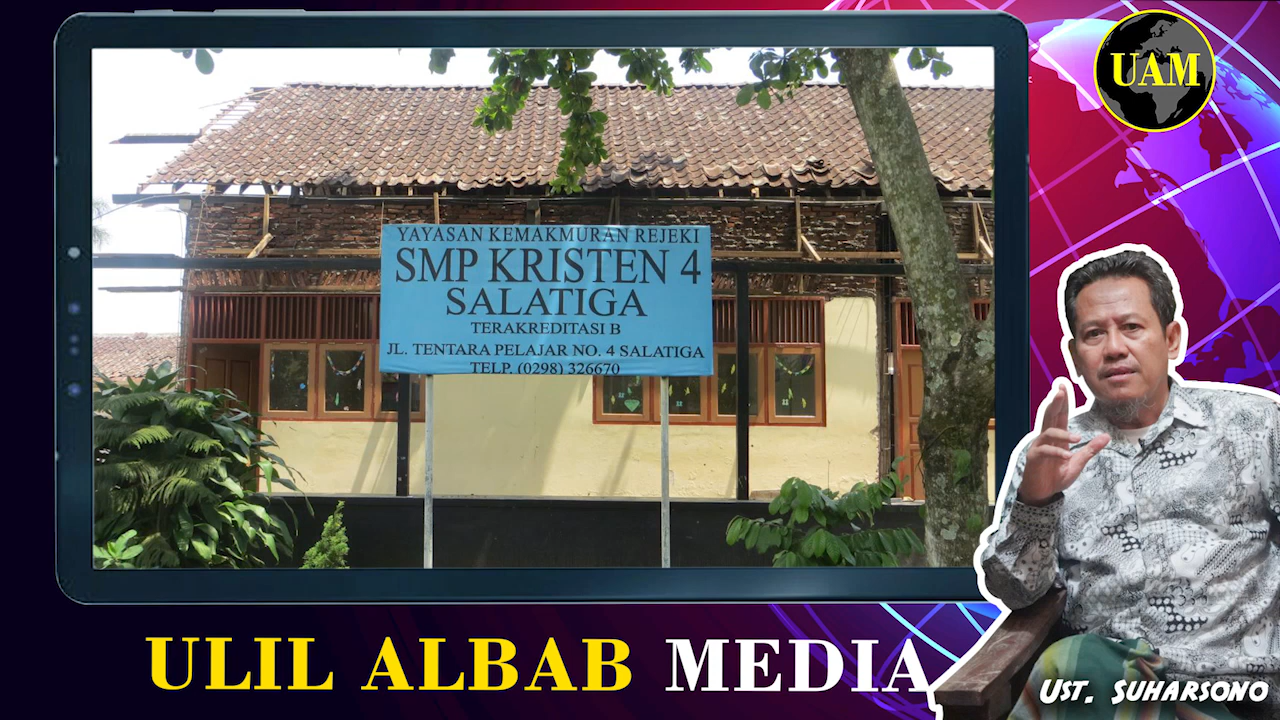 UAM
YAYASAN KEMAKMURAN REJEKI
SMP KRISTEN 4
SALATIGA
TERAKREDITASI B
JL. TENTARA PELAJAR NO. 4 SALATIGA
TELP. (0298) 326670
ULIL ALBAB MEDIA
UST. SUHARSONO